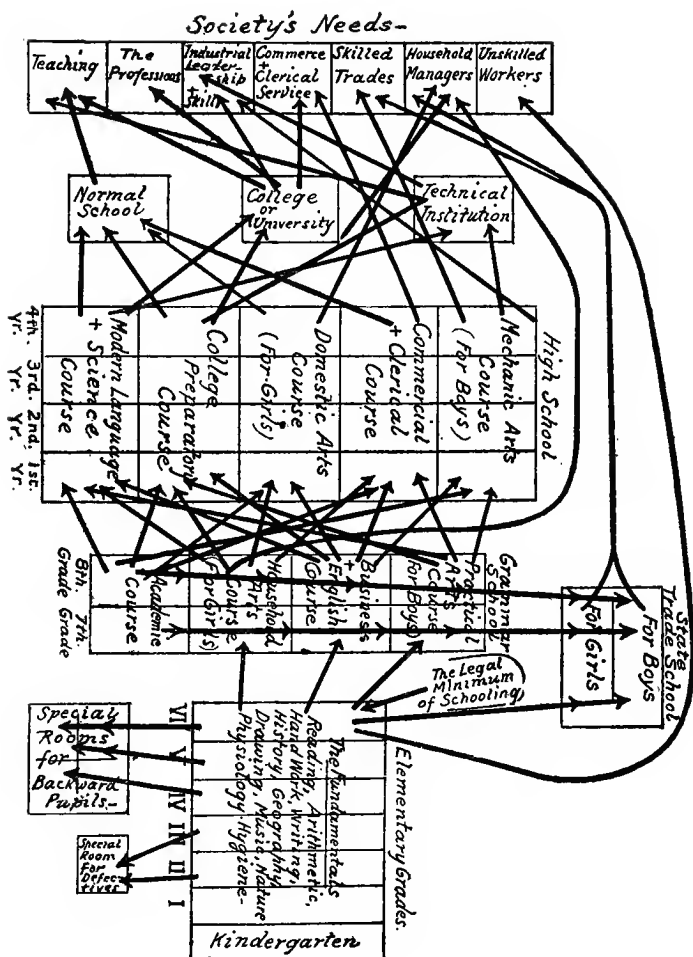 Society's Needs-
Teaching
The
Professions
Industrial
Leader-
ship
+
Skill
Commerce
+
Clerical
Service
Skilled
Trades
Household
Managers
Unskilled
Workers
Normal
School
College
or
University
Technical
Institution
High School
Mechanic Arts
Course
(For Boys)
Commercial
+ Clerical
Course
Domestic Arts
Course
(For Girls)
College
Preparatory
Course
Modern Language
+ Science
Course
4th. Yr.
3rd. Yr.
2nd. Yr.
1st. Yr.
Grammar
School
Practical
Arts
Course
(For Boys)
Business
+
English
Course
Household
Arts
Course
(For Girls)
Academic
Course
8th. Grade
7th. Grade
State
Trade School
For Boys
For Girls
The Legal
Minimum
of Schooling
Elementary Grades.
The Fundamentals
Reading, Arithmetic,
Hand Work, Writing,
History, Geography,
Drawing, Music, Nature
Physiology-Hygiene-
VI
V
IV
III
II
I
Kindergarten
Special
Rooms
for
Backward
Pupils.-
Special
Room
For
Defec-
tives